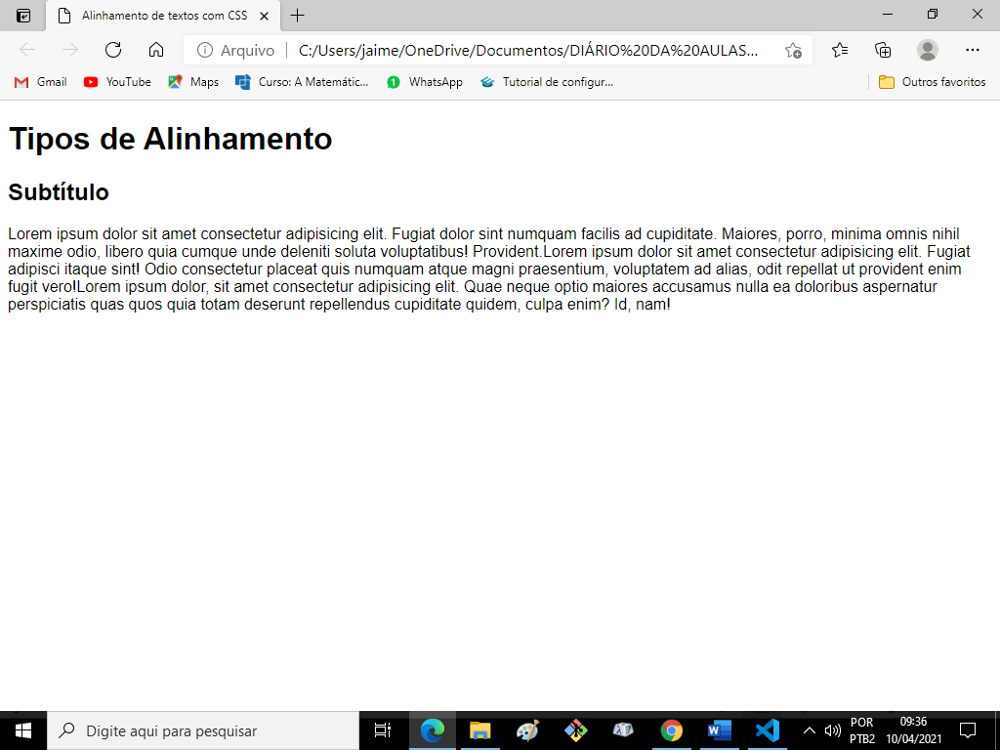 Alinhamento de textos com CSS
Arquivo C:/Users/jaime/OneDrive/Documentos/DIÁRIO%20DA%20AULAS...
Gmail YouTube Maps Curso: A Matemátic... 1 WhatsApp Tutorial de configur... Outros favoritos
Tipos de Alinhamento
Subtítulo
Lorem ipsum dolor sit amet consectetur adipisicing elit. Fugiat dolor sint numquam facilis ad cupiditate. Maiores, porro, minima omnis nihil
maxime odio, libero quia cumque unde deleniti soluta voluptatibus! Provident.Lorem ipsum dolor sit amet consectetur adipisicing elit. Fugiat
adipisci itaque sint! Odio consectetur placeat quis numquam atque magni praesentium, voluptatem ad alias, odit repellat ut provident enim
fugit vero!Lorem ipsum dolor, sit amet consectetur adipisicing elit. Quae neque optio maiores accusamus nulla ea doloribus aspernatur
perspiciatis quas quos quia totam deserunt repellendus cupiditate quidem, culpa enim? Id, nam!
Digite aqui para pesquisar
POR
PTB2
09:36
10/04/2021